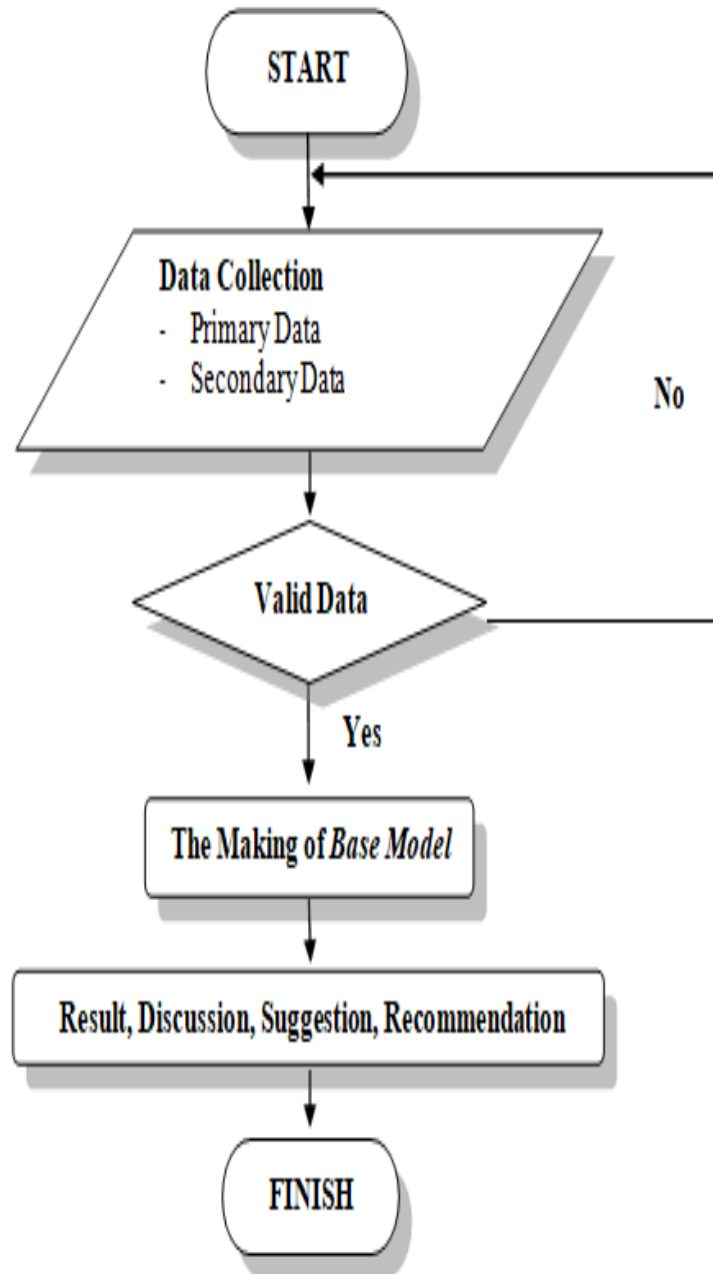 START
Data Collection
- Primary Data
- Secondary Data
No
Valid Data
Yes
The Making of Base Model
Result, Discussion, Suggestion, Recommendation
FINISH